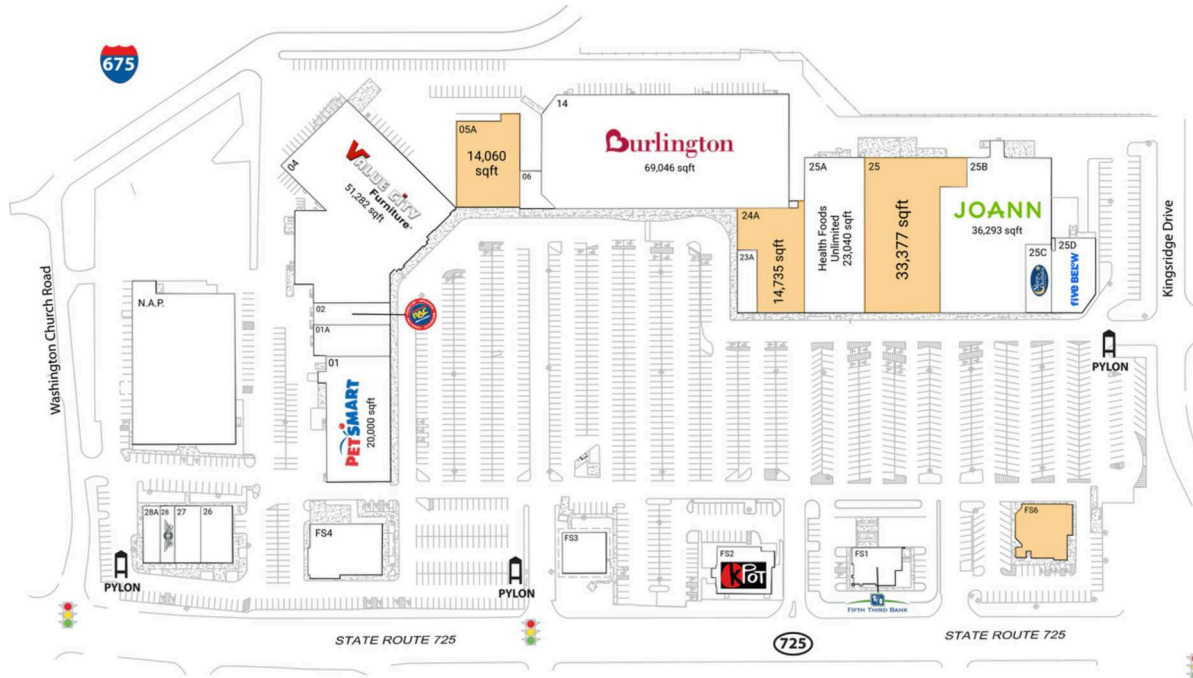 675
14
Burlington
69,046 sqft
05A
14,060
sqft
06
04
VALUE CITY
Furniture
51,282 sqft
25A
Health Foods
Unlimited
23,040 sqft
25
33,377 sqft
25B
JOANN
36,293 sqft
24A
14,735 sqft
23A
25C
25D
five BEL°W
Kingsridge Drive
Washington Church Road
N.A.P.
02
RAC
01A
01
PETSMART
20,000 sqft
PYLON
28A
28
27
26
FS4
FS3
FS2
KPOT
FS1
FIFTH THIRD BANK
FS6
PYLON
PYLON
STATE ROUTE 725
725
STATE ROUTE 725